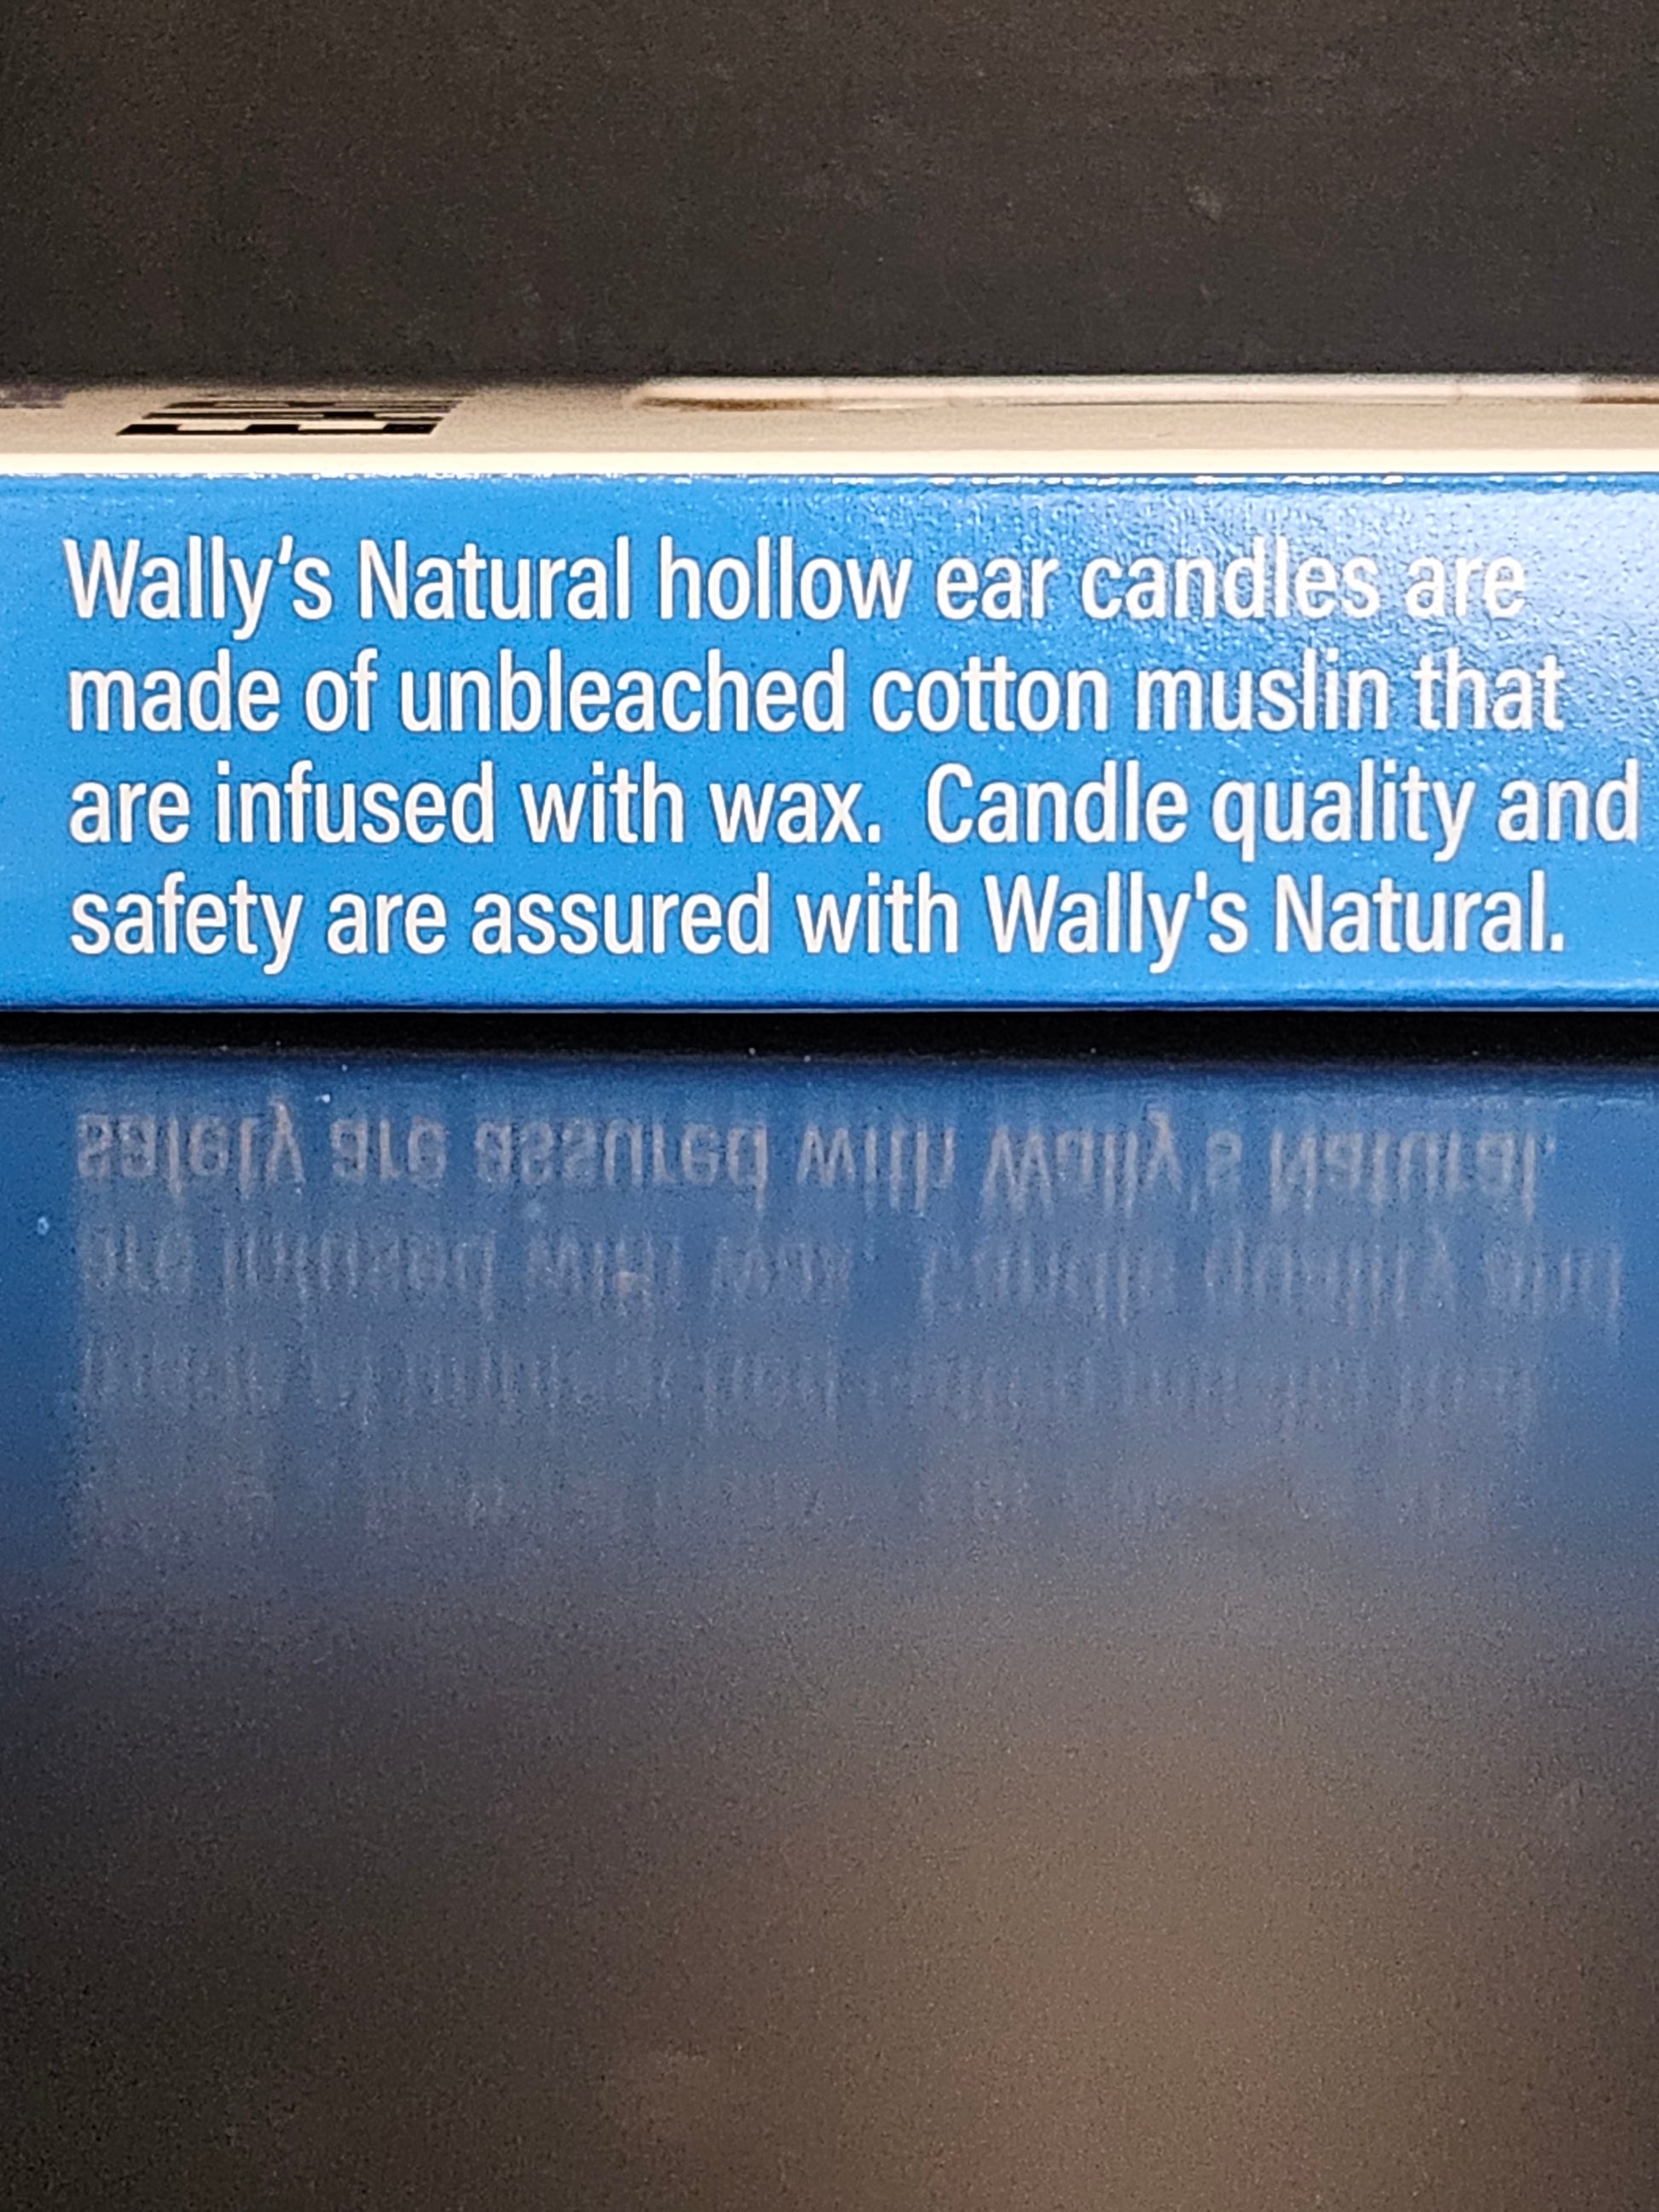 Wally’s Natural hollow ear candles are
made of unbleached cotton muslin that
are infused with wax.  Candle quality and
safety are assured with Wally's Natural.